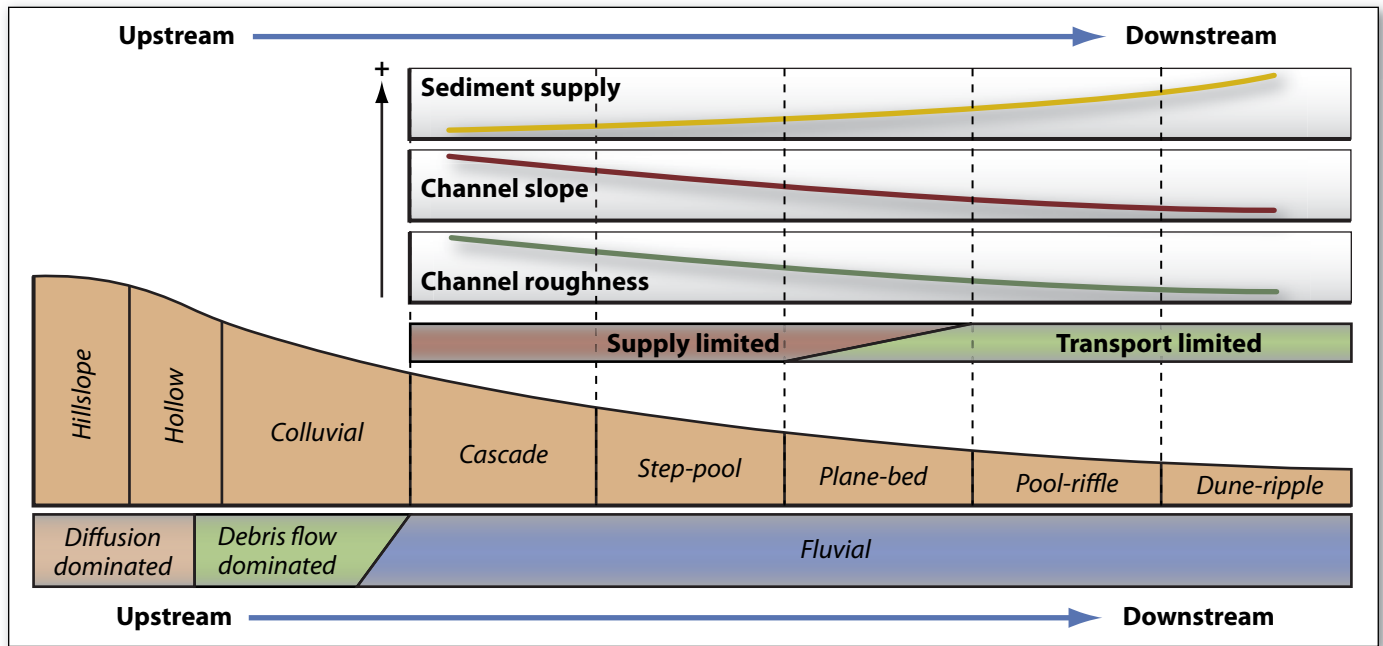 Upstream
Downstream
+
Sediment supply
Channel slope
Channel roughness
Supply limited
Transport limited
Hillslope
Hollow
Colluvial
Cascade
Step-pool
Plane-bed
Pool-riffle
Dune-ripple
Diffusion
dominated
Debris flow
dominated
Fluvial
Upstream
Downstream